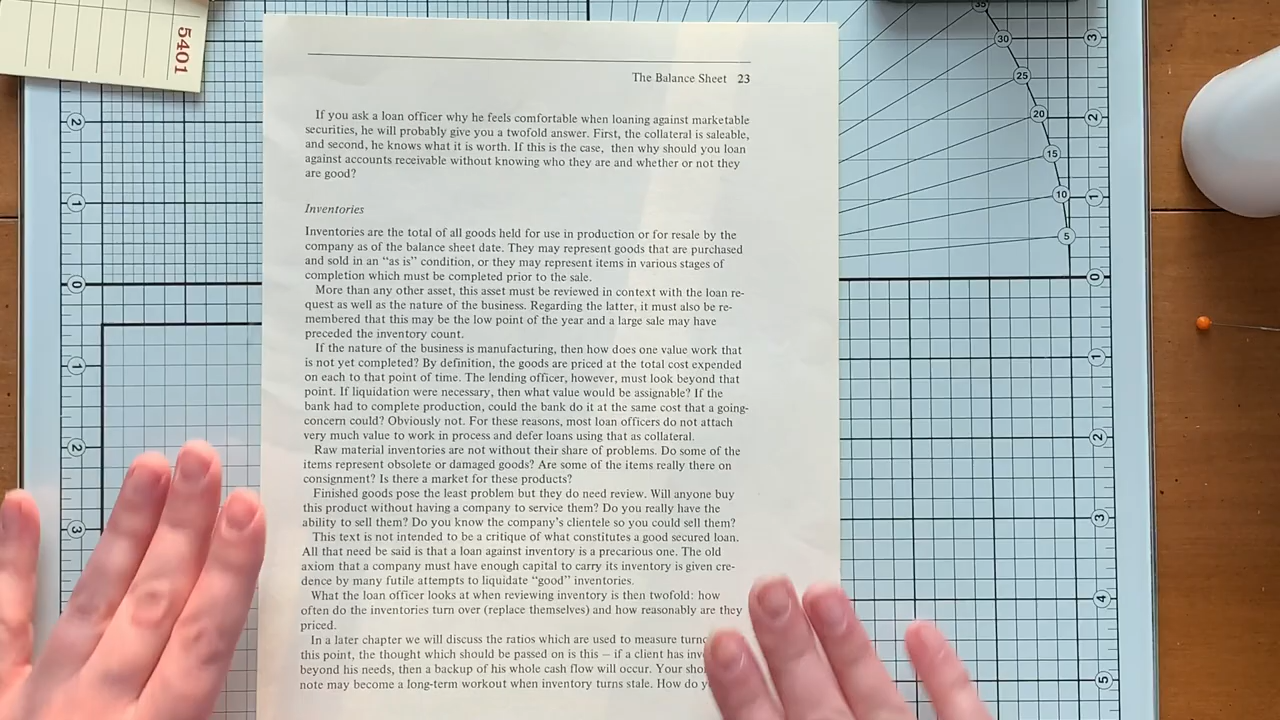 5401
The Balance Sheet 23
If you ask a loan officer why he feels comfortable when loaning against marketable
securities, he will probably give you a twofold answer. First, the collateral is saleable,
and second, he knows what it is worth. If this is the case, then why should you loan
against accounts receivable without knowing who they are and whether or not they
are good?
Inventories
Inventories are the total of all goods held for use in production or for resale by the
company as of the balance sheet date. They may represent goods that are purchased
and sold in an “as is” condition, or they may represent items in various stages of
completion which must be completed prior to the sale.
More than any other asset, this asset must be reviewed in context with the loan re-
quest as well as the nature of the business. Regarding the latter, it must also be re-
membered that this may be the low point of the year and a large sale may have
preceded the inventory count.
If the nature of the business is manufacturing, then how does one value work that
is not yet completed? By definition, the goods are priced at the total cost expended
on each to that point of time. The lending officer, however, must look beyond that
point. If liquidation were necessary, then what value would be assignable? If the
bank had to complete production, could the bank do it at the same cost that a going-
concern could? Obviously not. For these reasons, most loan officers do not attach
very much value to work in process and defer loans using that as collateral.
Raw material inventories are not without their share of problems. Do some of the
items represent obsolete or damaged goods? Are some of the items really there on
consignment? Is there a market for these products?
Finished goods pose the least problem but they do need review. Will anyone buy
this product without having a company to service them? Do you really have the
ability to sell them? Do you know the company’s clientele so you could sell them?
This text is not intended to be a critique of what constitutes a good secured loan.
All that need be said is that a loan against inventory is a precarious one. The old
axiom that a company must have enough capital to carry its inventory is given cre-
dence by many futile attempts to liquidate “good” inventories.
What the loan officer looks at when reviewing inventory is then twofold: how
often do the inventories turn over (replace themselves) and how reasonably are they
priced.
In a later chapter we will discuss the ratios which are used to measure
this point, the thought which should be passed on is this – if a client has
beyond his needs, then a backup of his whole cash flow will occur. Your
note may become a long-term workout when inventory turns stale. How do
2
1
0
1
2
3
35
30
25
20
15
10
5
3
2
1
0
1
2
3
4
5